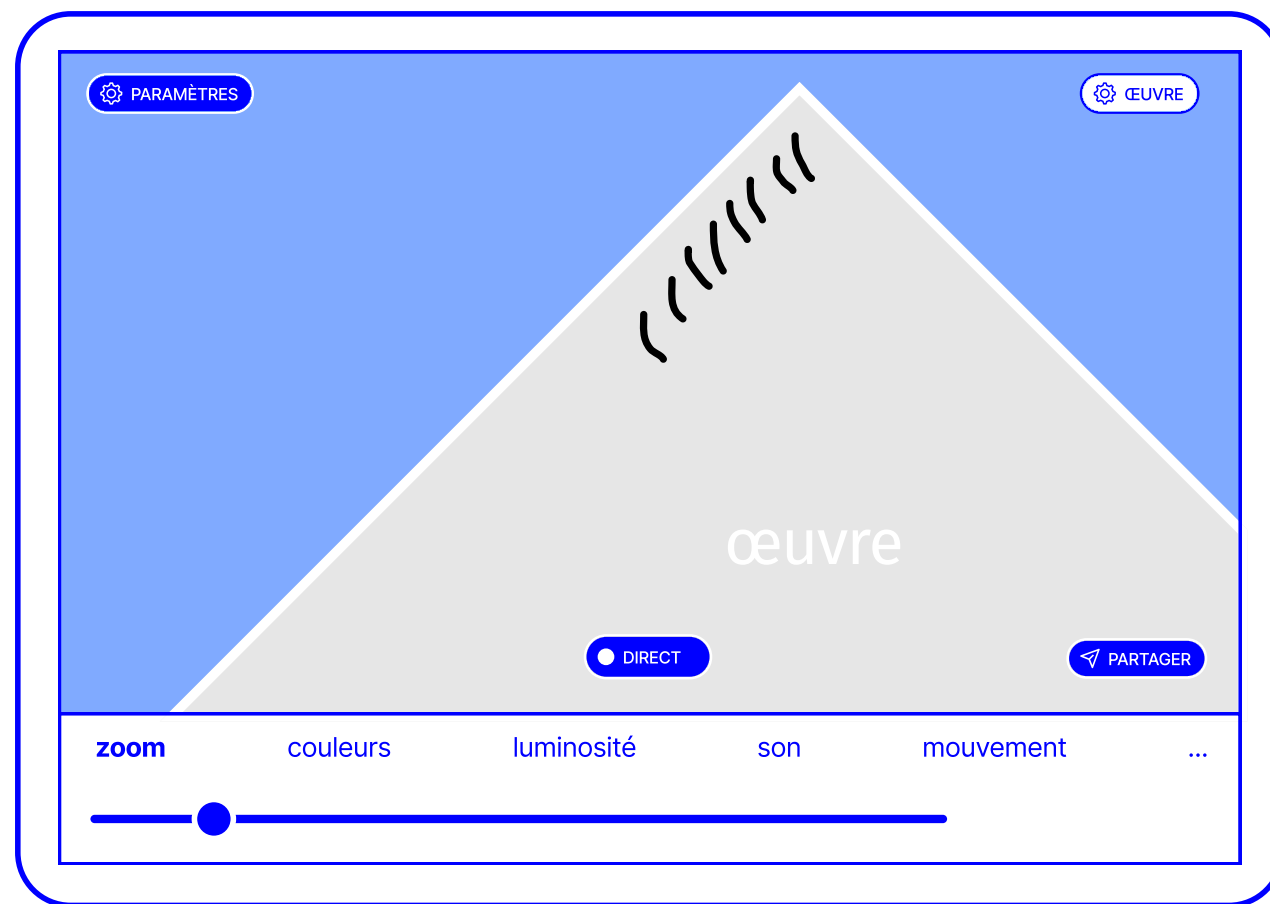 PARAMÈTRES
ŒUVRE
œuvre
DIRECT
PARTAGER
zoom couleurs luminosité son mouvement ...